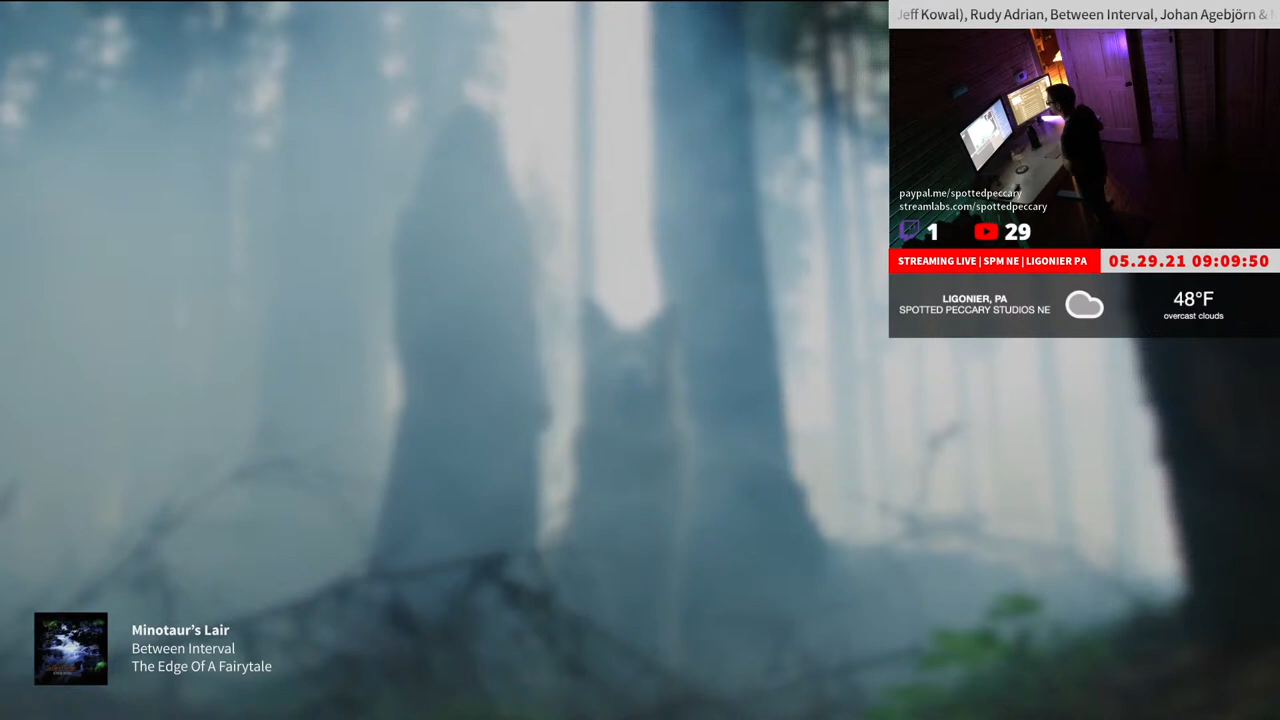 Jeff Kowal), Rudy Adrian, Between Interval, Johan Agebjörn &
paypal.me/spottedpeccary
streamlabs.com/spottedpeccary
1 29
STREAMING LIVE | SPM NE | LIGONIER PA 05.29.21 09:09:50
LIGONIER, PA
SPOTTED PECCARY STUDIOS NE
48°F
overcast clouds
Minotaur's Lair
Between Interval
The Edge Of A Fairytale